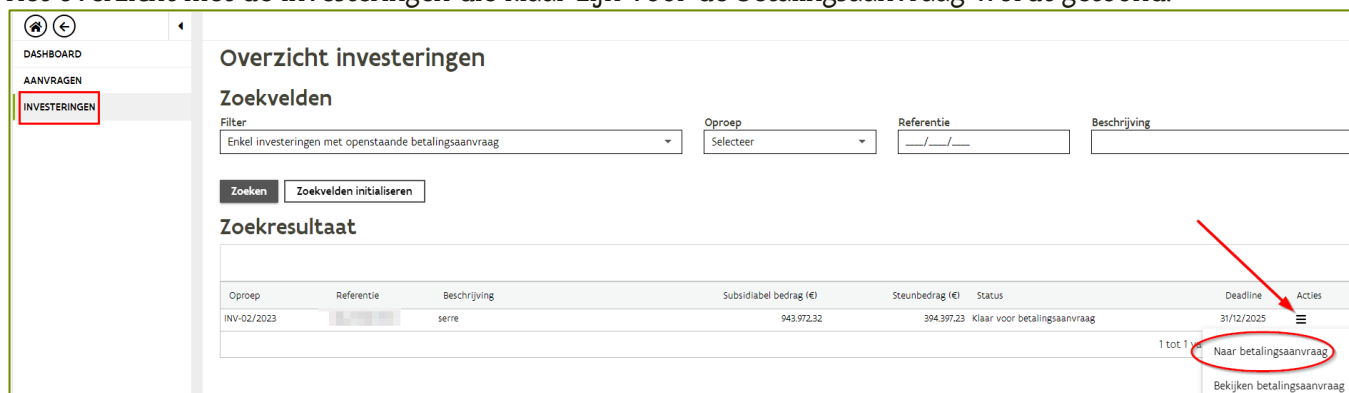 Het overzicht met de investeringen die klaar zijn voor de betalingsaanvraag wordt getoond.
DASHBOARD
AANVRAGEN
INVESTERINGEN
Overzicht investeringen
Zoekvelden
Filter Oproep Referentie Beschrijving
Enkel investeringen met openstaande betalingsaanvraag Selecteer __/__/__
Zoeken Zoekvelden initialiseren
Zoekresultaat
Oproep Referentie Beschrijving Subsidiabel bedrag (€) Steunbedrag (€) Status Deadline Acties
INV-02/2023 serre 943.972,32 394.397,23 Klaar voor betalingsaanvraag 31/12/2025
1 tot 1
Naar betalingsaanvraag
Bekijken betalingsaanvraag